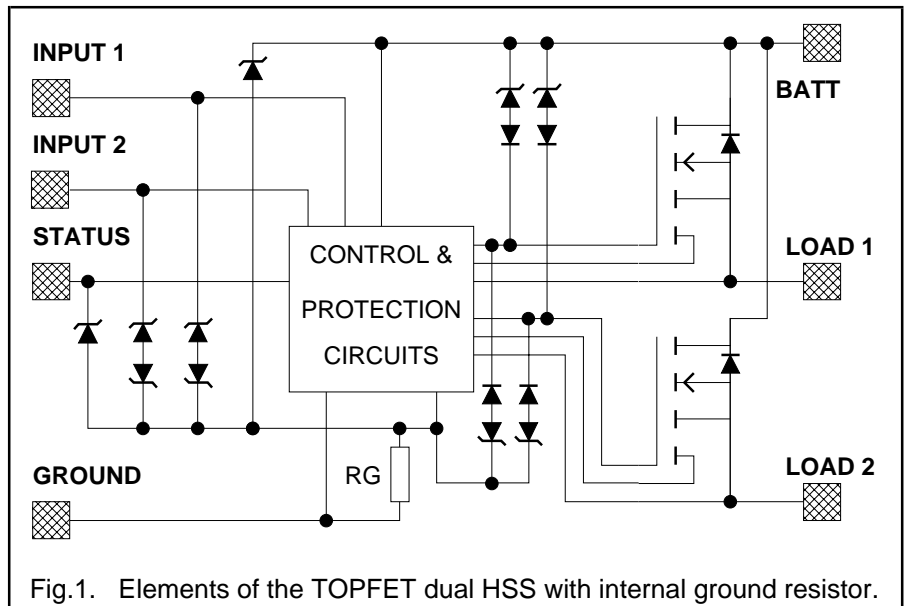 INPUT 1
BATT
INPUT 2
STATUS
CONTROL &
LOAD 1
PROTECTION
CIRCUITS
GROUND
RG
LOAD 2
Fig.1. Elements of the TOPFET dual HSS with internal ground resistor.